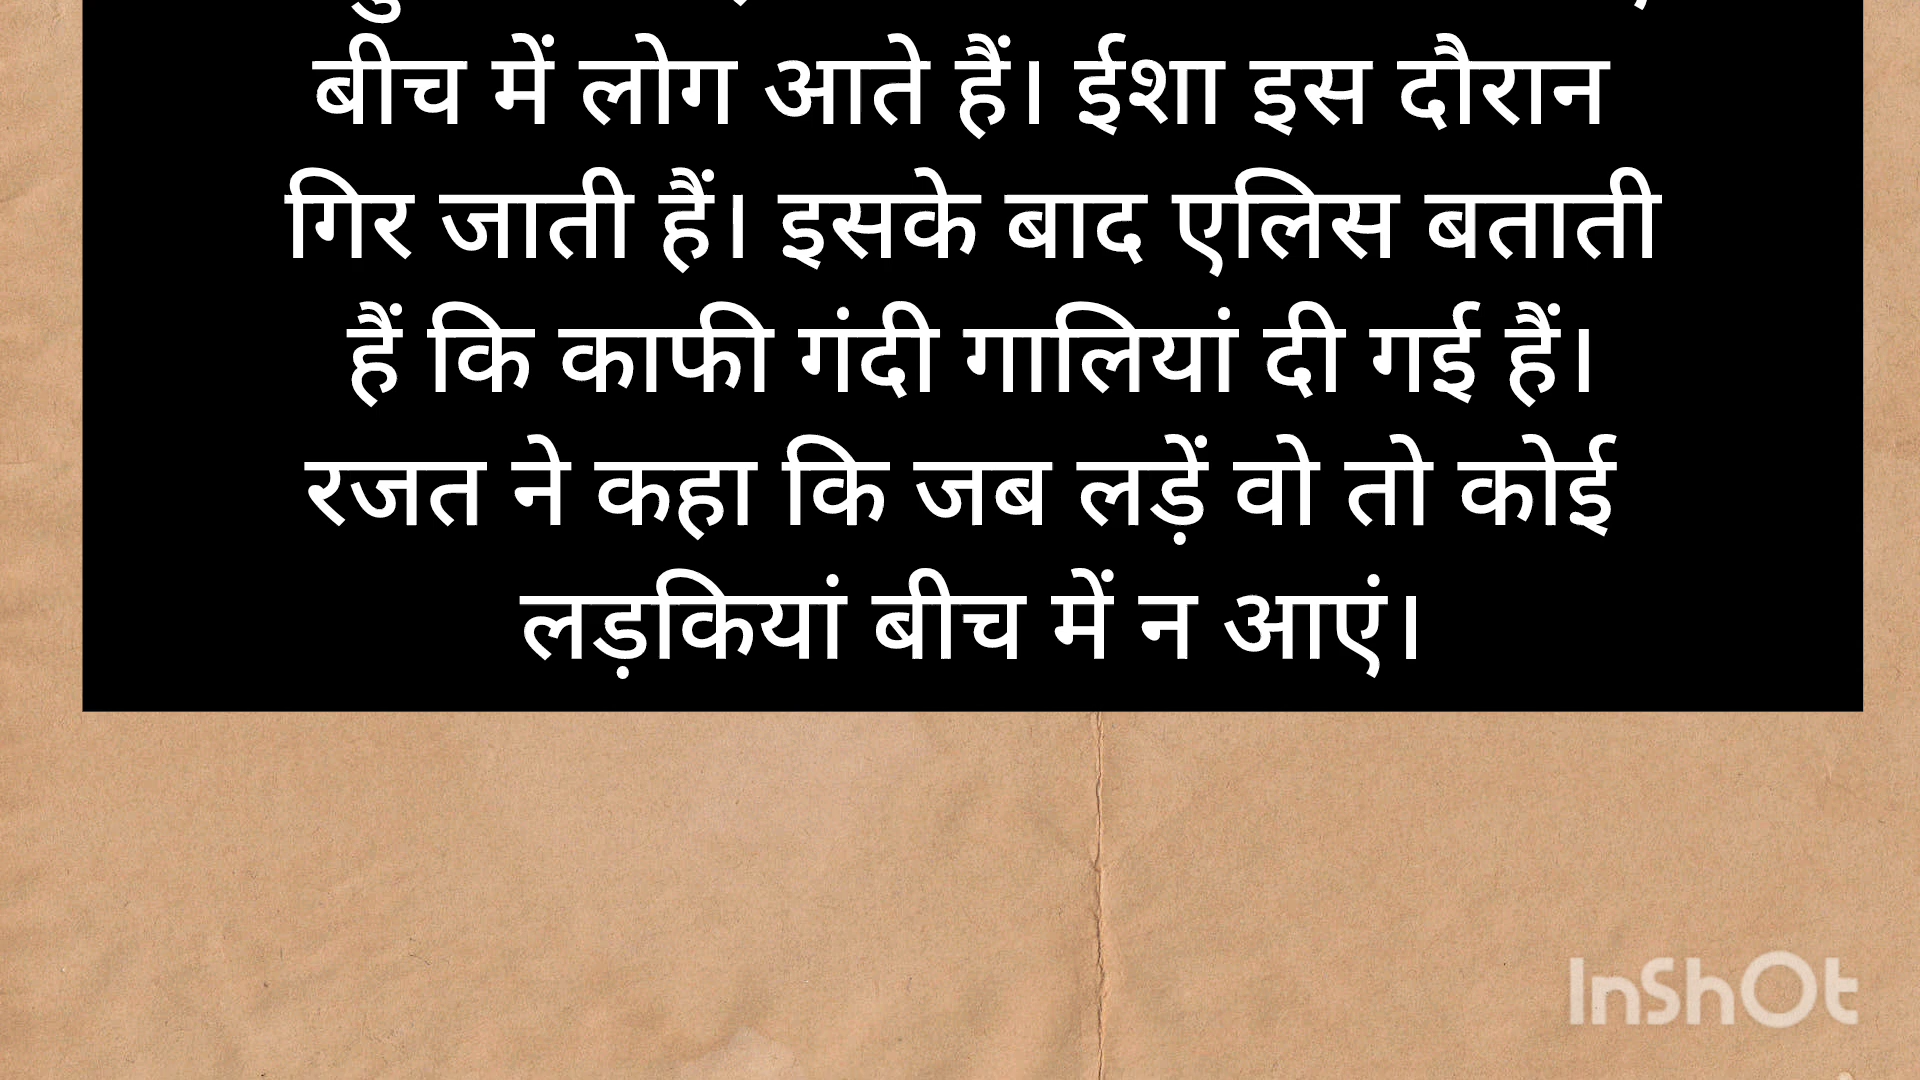 बीच में लोग आते हैं। ईशा इस दौरान
गिर जाती हैं। इसके बाद एलिस बताती
हैं कि काफी गंदी गालियां दी गई हैं।
रजत ने कहा कि जब लड़ें वो तो कोई
लड़कियां बीच में न आएं।
InShOt